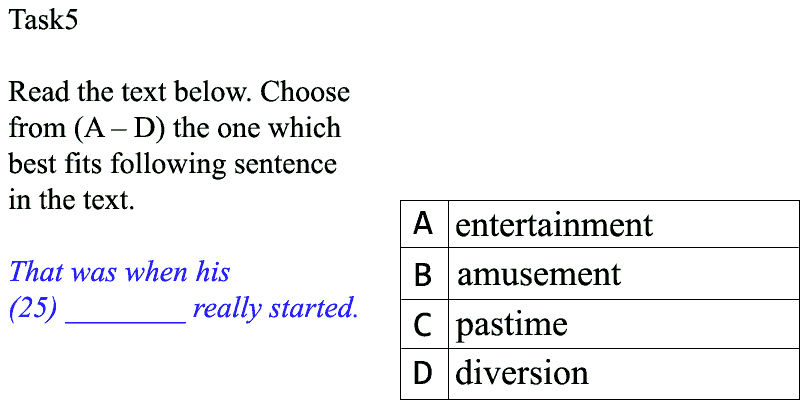 Task5
Read the text below. Choose
from (A – D) the one which
best fits following sentence
in the text.
That was when his
(25) ________ really started.
A entertainment
B amusement
C pastime
D diversion